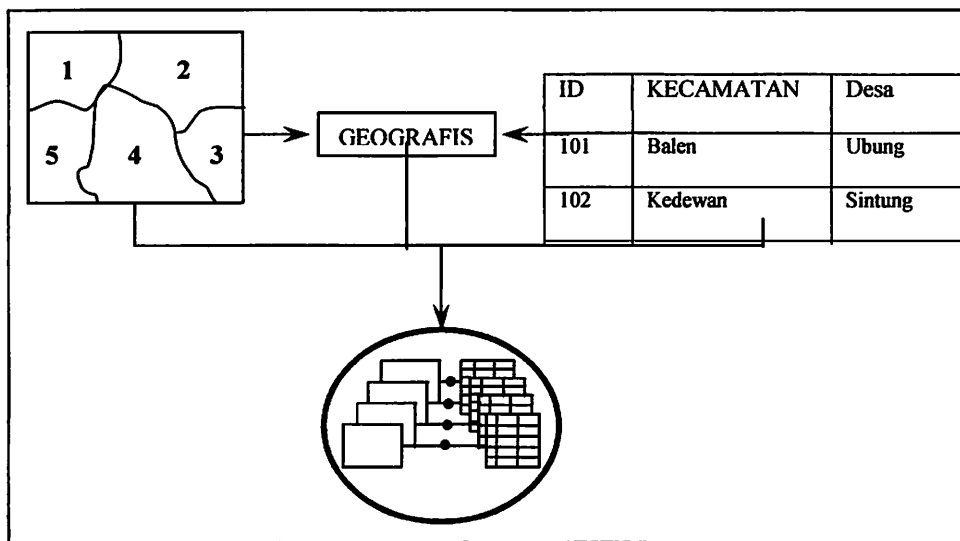 1 2
5 4 3
GEOGRAFIS
ID KECAMATAN Desa
101 Balen Ubung
102 Kedewan Sintung